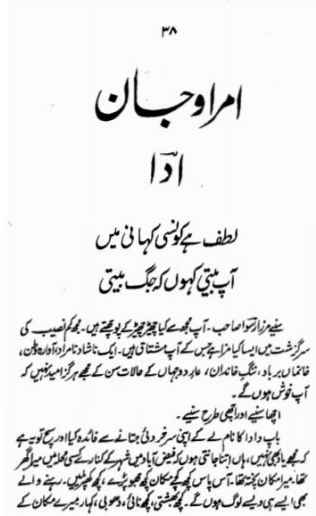 ۳۸
امراوجان
ادا
لطف ہے کونسی کہانی میں
آپ بیتی کہوں کہ جگ بیتی
سنیے مرزا رسوا صاحب۔ آپ مجھ سے کیا چھیڑ چھیڑ کے پوچھتے ہیں۔ مجھ کم نصیب کی
سرگزشت میں ایسا کیا مزا ہے جس کے آپ مشتاق ہیں۔ ایک ناشاد نامراد، آوارہ وطن،
خانماں برباد، ننگِ خاندان، عارِ دو جہاں کے حالات سن کے مجھے ہرگز امید نہیں کہ
آپ خوش ہوں گے۔
اچھا سنیے اور اچھی طرح سنیے۔
باپ دادا کا نام لے کے اپنی سرخروئی جتانے سے فائدہ کیا اور سچ تو یہ ہے
کہ مجھے یاد بھی نہیں، ہاں اتنا جانتی ہوں کہ فیض آباد میں شہر کے کنارے کسی محلہ میں میرا گھر
تھا۔ میرا مکان پختہ تھا۔ آس پاس کچھ کچے مکان کچھ جھونپڑے، کچھ کھپریلیں۔ رہنے والے
بھی ایسے ہی ویسے لوگ ہوں گے۔ کچھ بہشتی، کچھ نائی، دھوبی، کہار میرے مکان کے